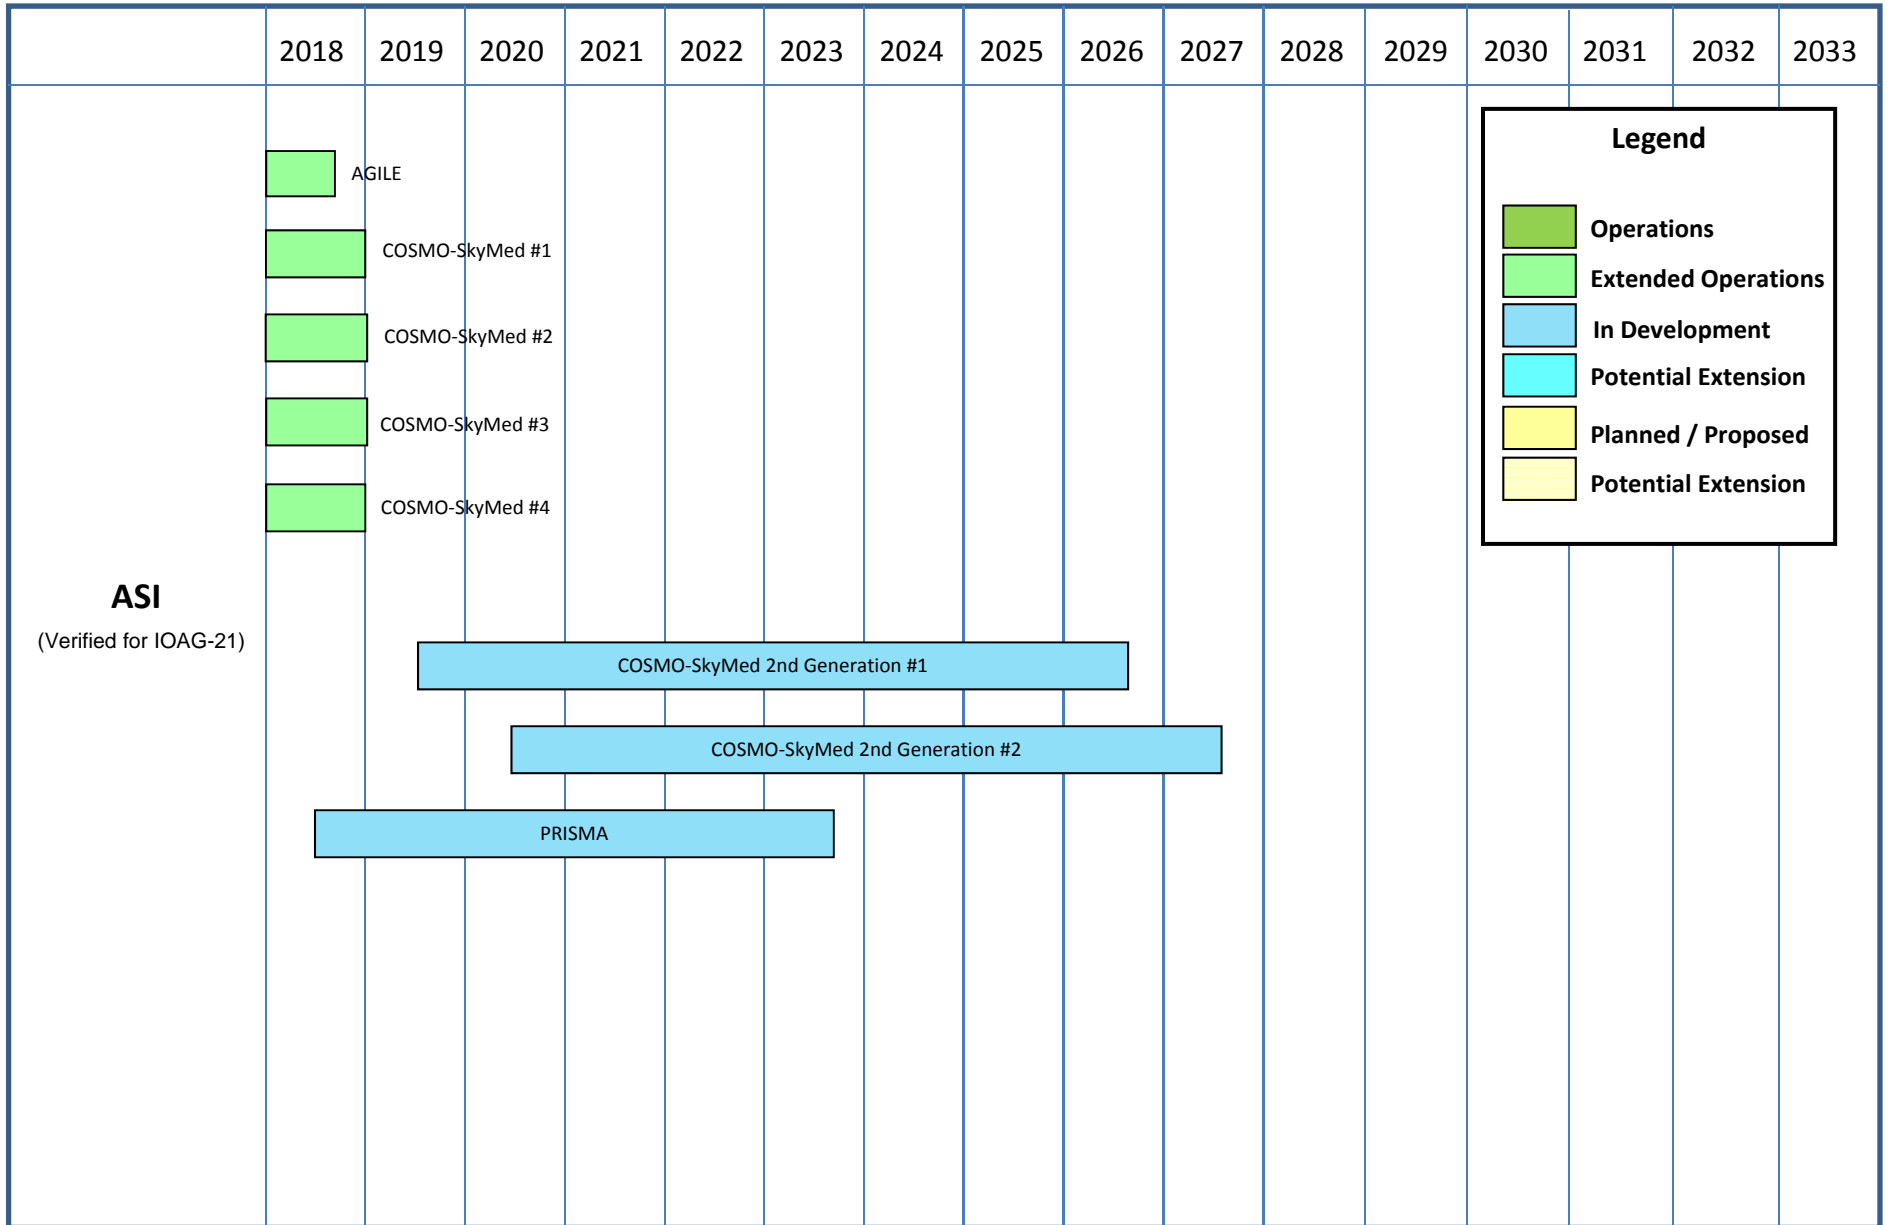 2018 2019 2020 2021 2022 2023 2024 2025 2026 2027 2028 2029 2030 2031 2032 2033
Legend
Operations
Extended Operations
In Development
Potential Extension
Planned / Proposed
Potential Extension
AGILE
COSMO-SkyMed #1
COSMO-SkyMed #2
COSMO-SkyMed #3
COSMO-SkyMed #4
ASI
(Verified for IOAG-21)
COSMO-SkyMed 2nd Generation #1
COSMO-SkyMed 2nd Generation #2
PRISMA